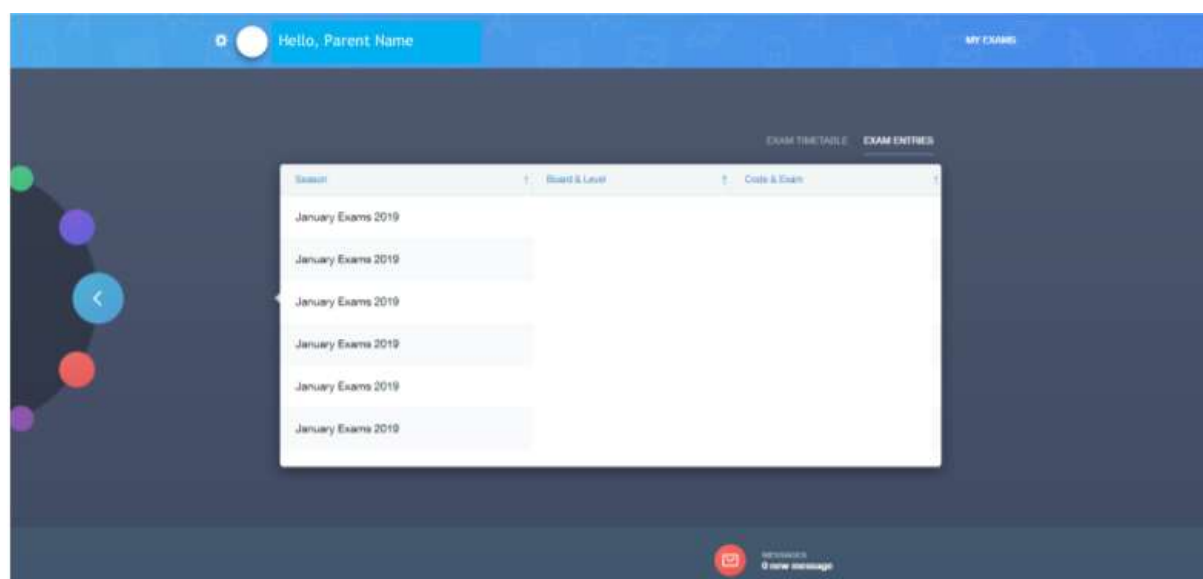 Hello, Parent Name
MY EXAMS
EXAM TIMETABLE EXAM ENTRIES
Season Board & Level Code & Exam
January Exams 2019
January Exams 2019
January Exams 2019
January Exams 2019
January Exams 2019
January Exams 2019
MESSAGES
0 new message